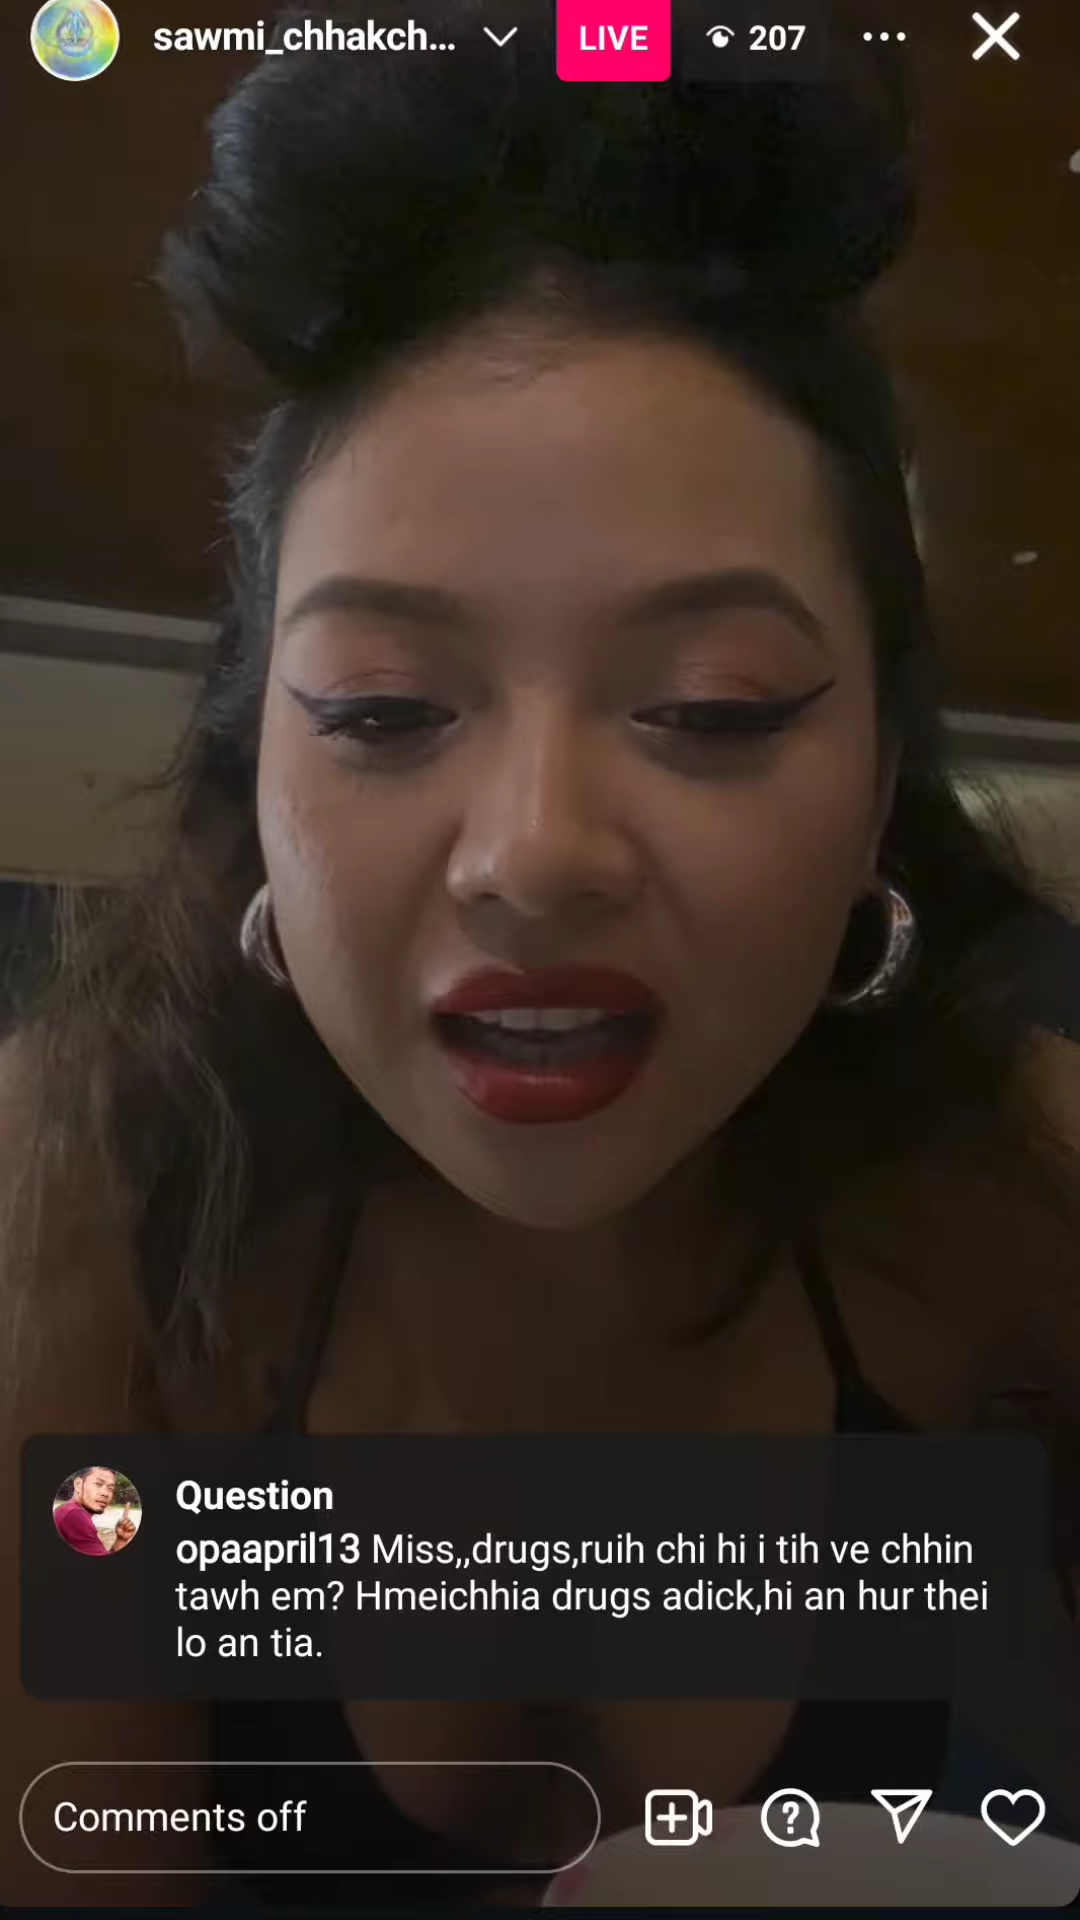 sawmi_chhakch...
LIVE
207
Question
opaapril13 Miss,,drugs,ruih chi hi i tih ve chhin
tawh em? Hmeichhia drugs adick,hi an hur thei
lo an tia.
Comments off